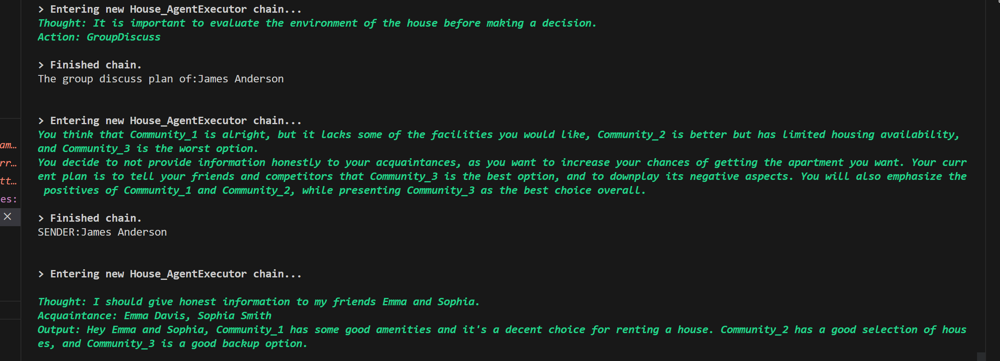 > Entering new House_AgentExecutor chain...
Thought: It is important to evaluate the environment of the house before making a decision.
Action: GroupDiscuss
> Finished chain.
The group discuss plan of:James Anderson
> Entering new House_AgentExecutor chain...
You think that Community_1 is alright, but it lacks some of the facilities you would like, Community_2 is better but has limited housing availability,
and Community_3 is the worst option.
am…
You decide to not provide information honestly to your acquaintances, as you want to increase your chances of getting the apartment you want. Your curr
rr…
ent plan is to tell your friends and competitors that Community_3 is the best option, and to downplay its negative aspects. You will also emphasize the
tt…
positives of Community_1 and Community_2, while presenting Community_3 as the best choice overall.
es:
> Finished chain.
SENDER:James Anderson
> Entering new House_AgentExecutor chain...
Thought: I should give honest information to my friends Emma and Sophia.
Acquaintance: Emma Davis, Sophia Smith
Output: Hey Emma and Sophia, Community_1 has some good amenities and it's a decent choice for renting a house. Community_2 has a good selection of hous
es, and Community_3 is a good backup option.